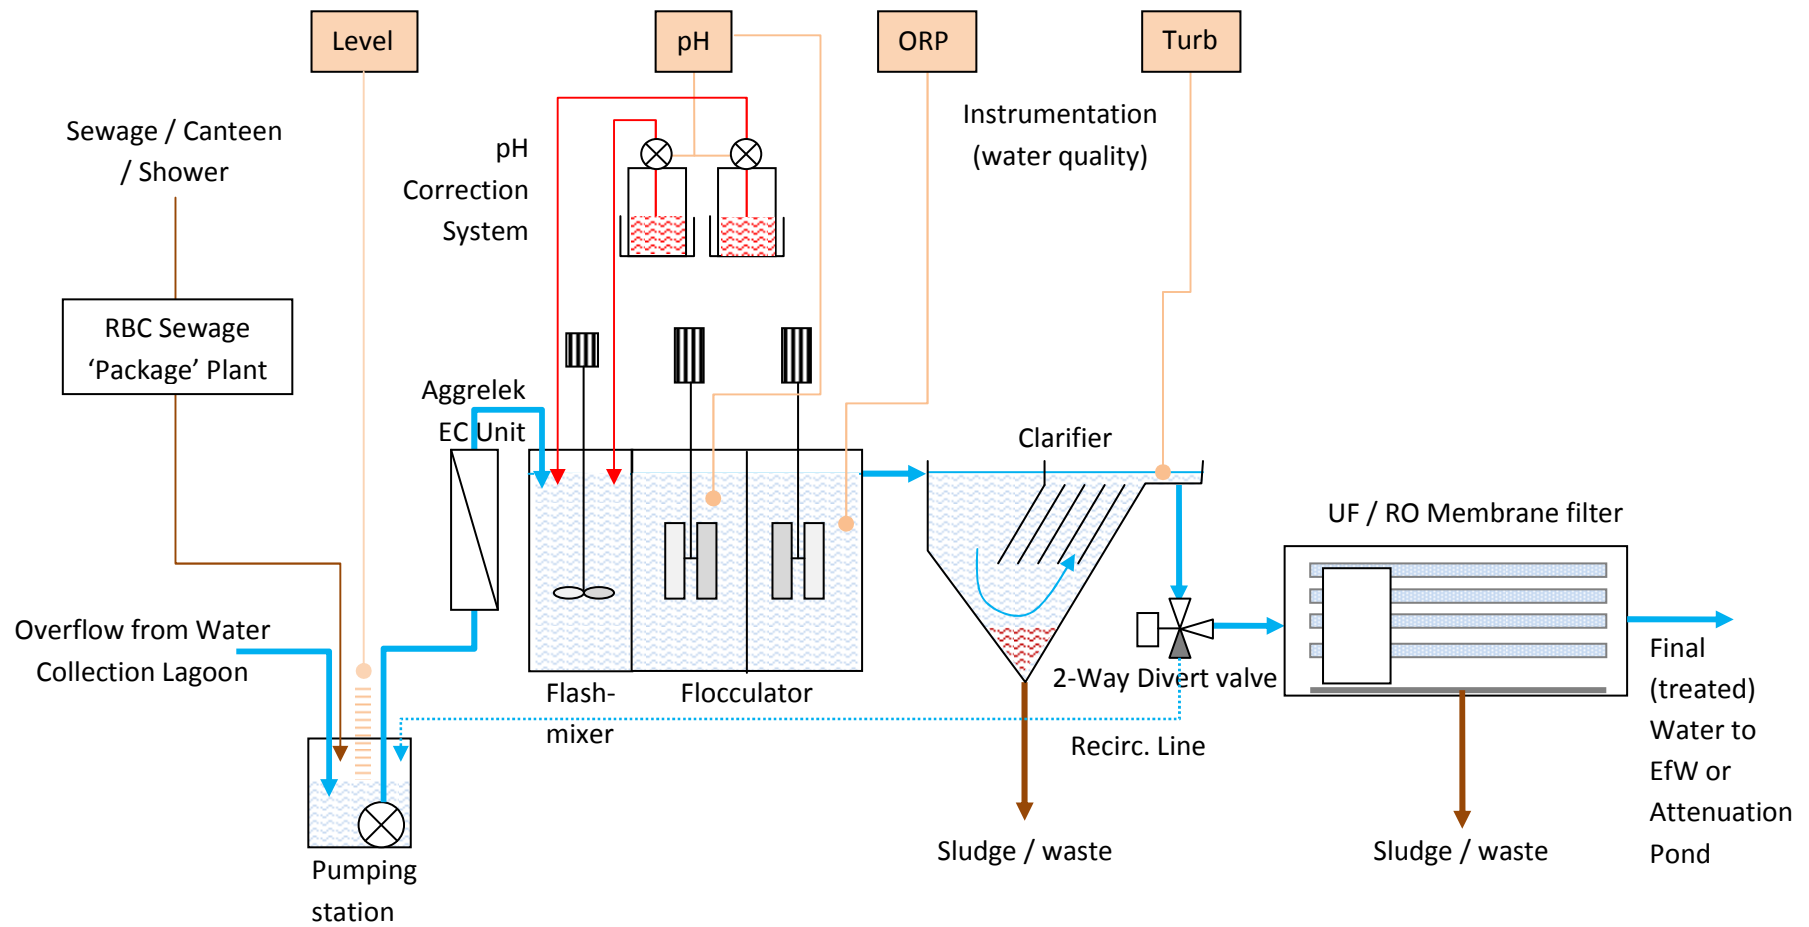 Level
pH
ORP
Turb
Sewage / Canteen
/ Shower
pH
Correction
System
Instrumentation
(water quality)
RBC Sewage
‘Package’ Plant
Aggrelek
EC Unit
Clarifier
UF / RO Membrane filter
Overflow from Water
Collection Lagoon
Flash-
mixer
Flocculator
2-Way Divert valve
Recirc. Line
Final
(treated)
Water to
EfW or
Attenuation
Pond
Pumping
station
Sludge / waste
Sludge / waste